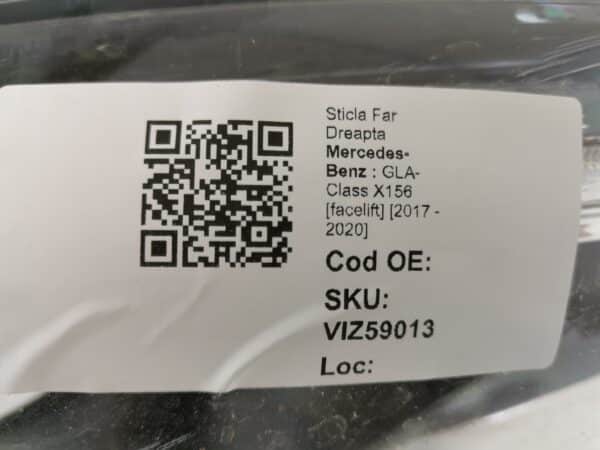 Sticla Far
Dreapta
Mercedes-
Benz : GLA-
Class X156
[facelift] [2017 -
2020]
Cod OE:
SKU:
VIZ59013
Loc: